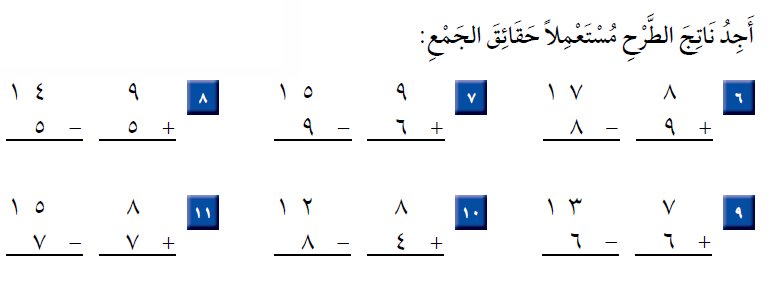 أَجِدُ نَاتِجَ الطَّرْحِ مُسْتَعْمِلاً حَقَائِقَ الجَمْعِ:
٦ ٨ ١٧ ٧ ٩ ١٥ ٨ ٩ ١٤
+ ٩ − ٨ + ٦ − ٩ + ٥ − ٥
٩ ٧ ١٣ ١٠ ٨ ١٢ ١١ ٨ ١٥
+ ٦ − ٦ + ٤ − ٨ + ٧ − ٧